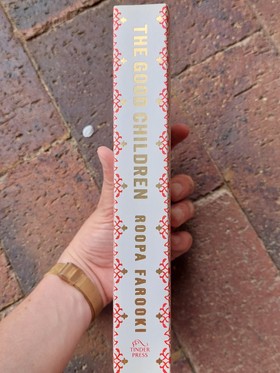 THE GOOD CHILDREN ROOPA FAROOKI
TINDER
PRESS